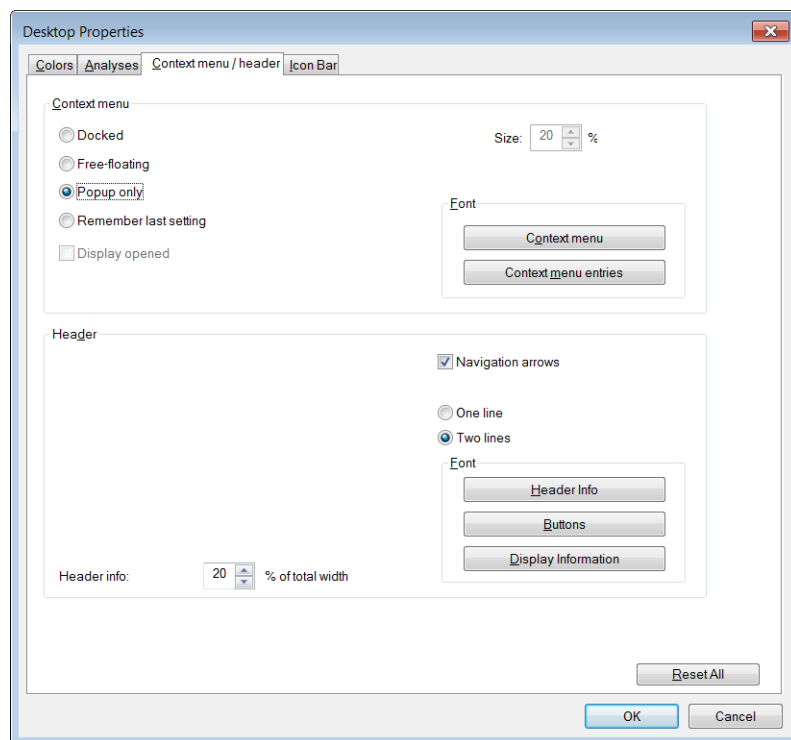 Desktop Properties
Colors Analyses Context menu / header Icon Bar
Context menu
Docked
Size: 20 %
Free-floating
Popup only
Remember last setting
Display opened
Font
Context menu
Context menu entries
Header
Navigation arrows
One line
Two lines
Font
Header Info
Buttons
Display Information
Header info: 20 % of total width
Reset All
OK Cancel